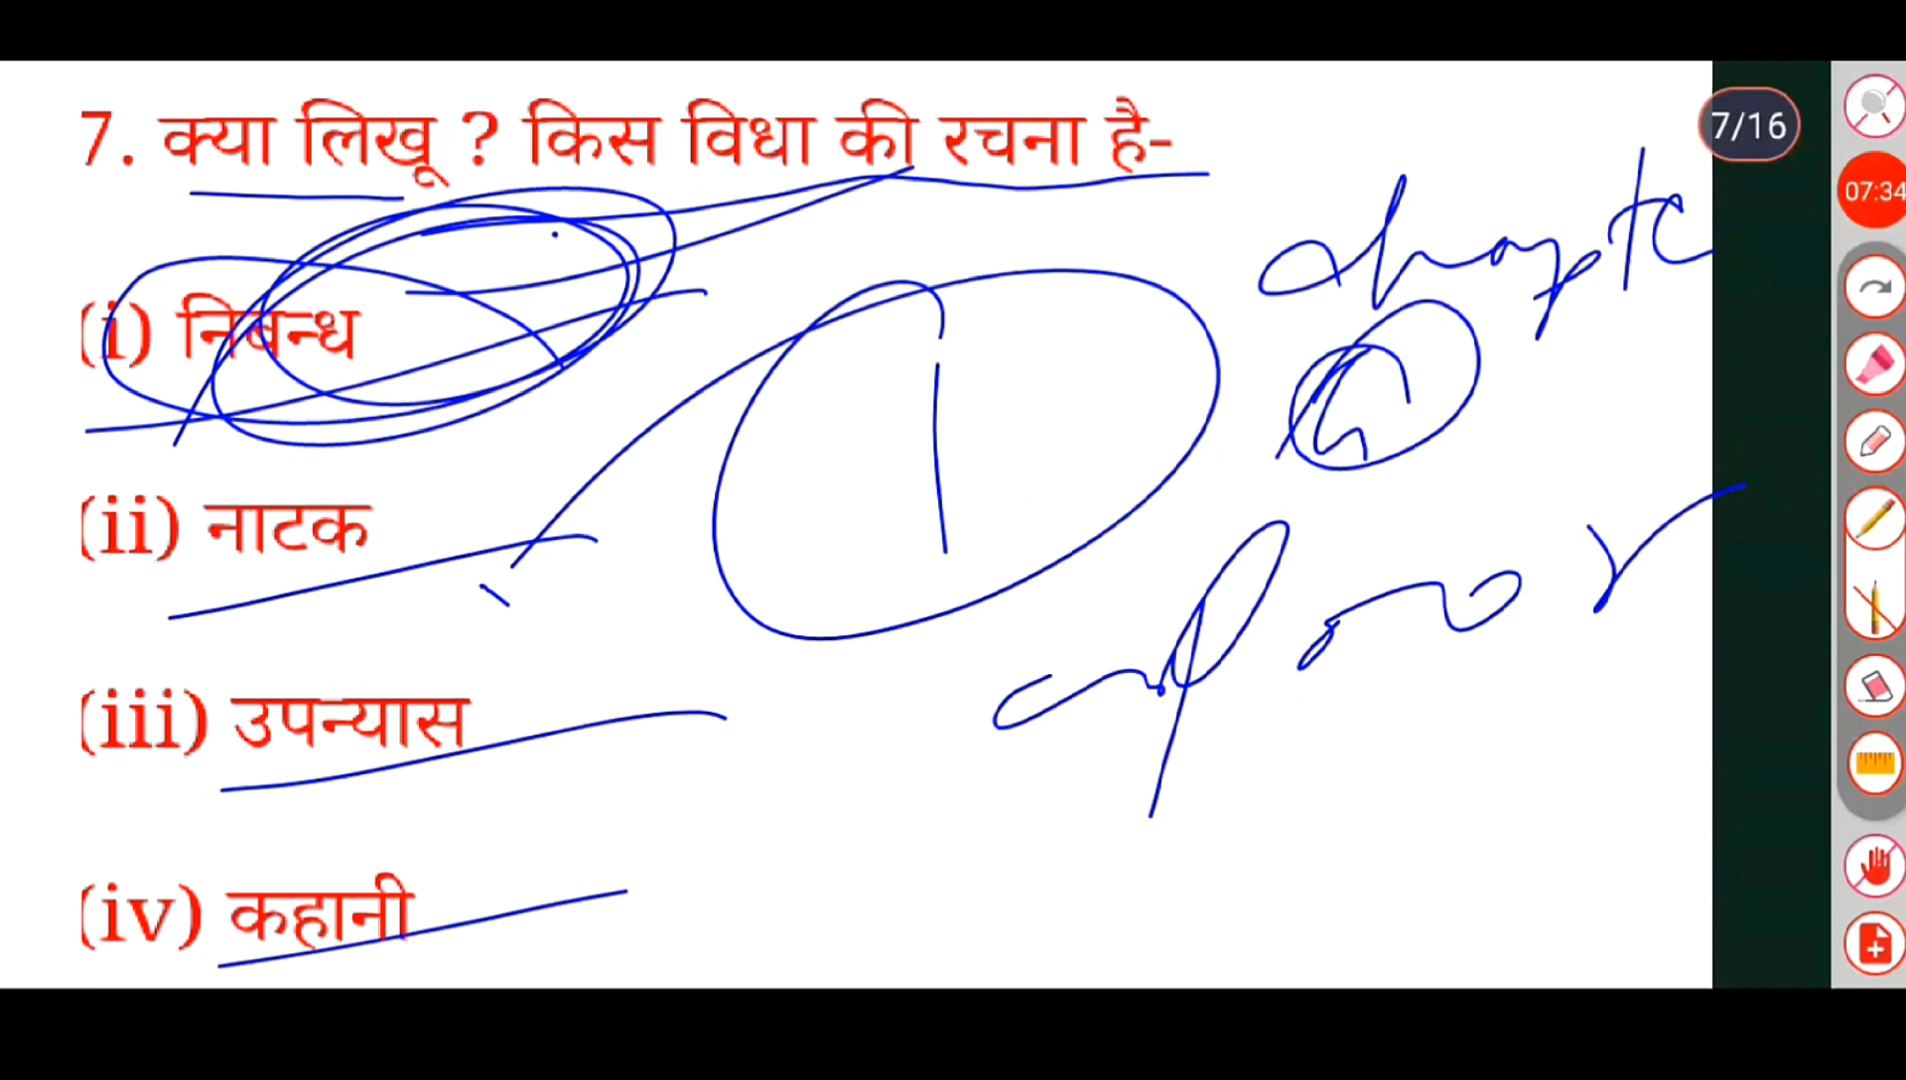 7. क्या लिखू ? किस विधा की रचना है-
7/16
07:34
(i) निबन्ध
(ii) नाटक
(iii) उपन्यास
(iv) कहानी